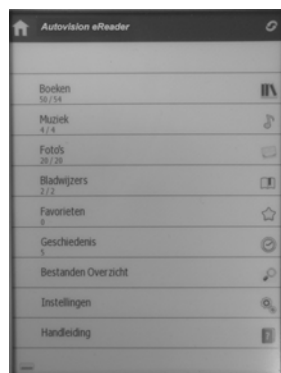 Autovision eReader
Boeken
50 / 54
Muziek
4 / 4
Foto's
20 / 20
Bladwijzers
2 / 2
Favorieten
0
Geschiedenis
5
Bestanden Overzicht
Instellingen
Handleiding